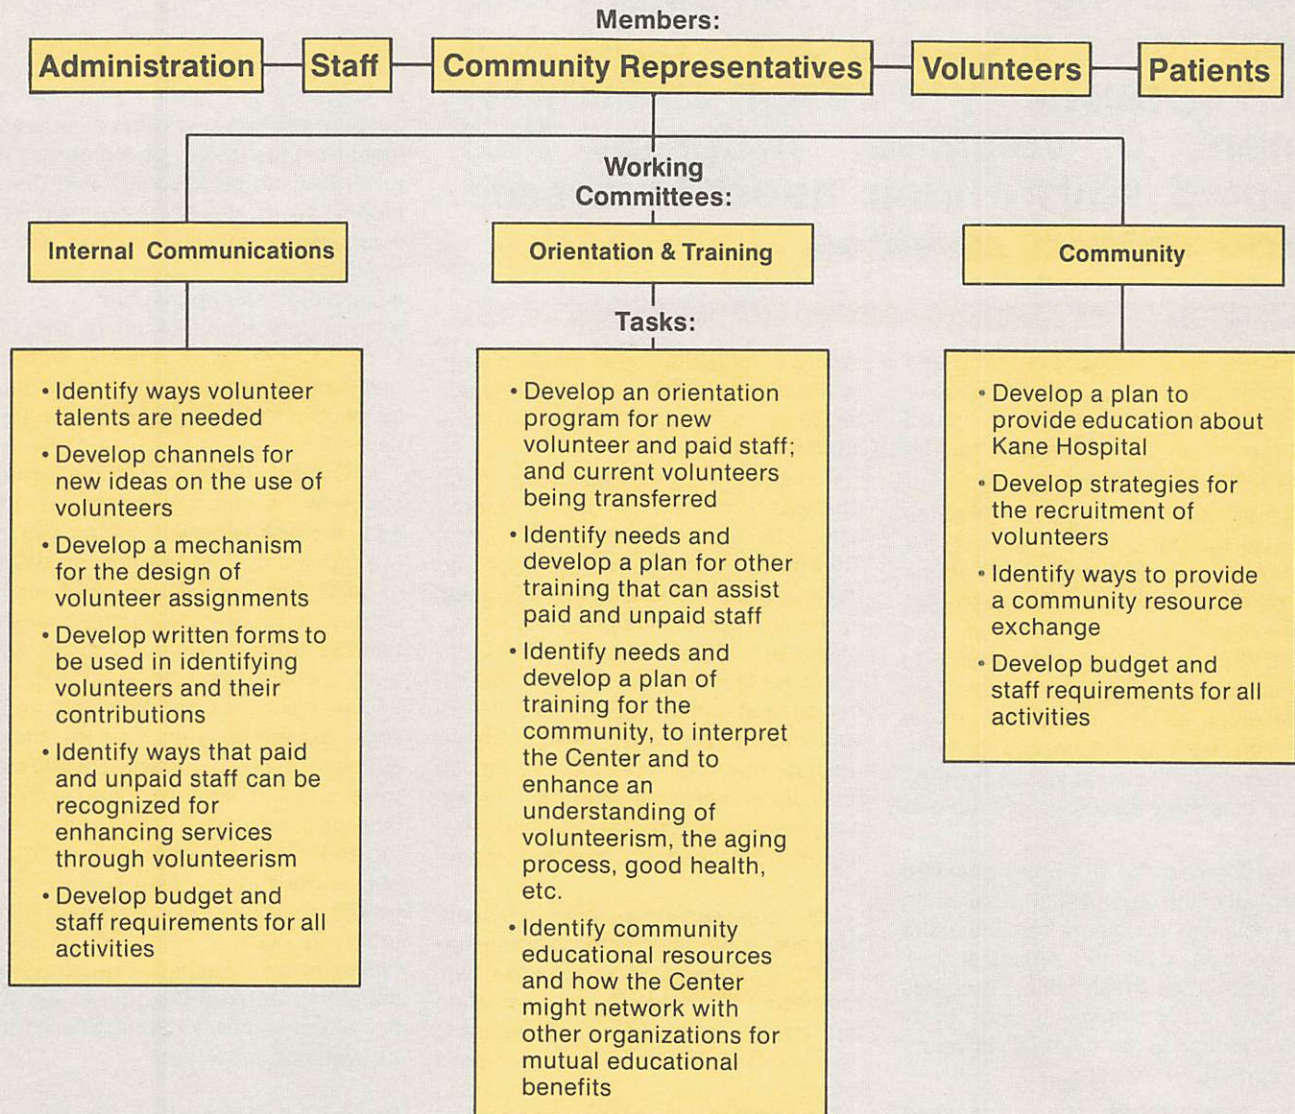 Members:
Administration
Staff
Community Representatives
Volunteers
Patients
Working
Committees:
Internal Communications
Orientation & Training
Community
Tasks:
• Identify ways volunteer
talents are needed
• Develop channels for
new ideas on the use of
volunteers
• Develop a mechanism
for the design of
volunteer assignments
• Develop written forms to
be used in identifying
volunteers and their
contributions
• Identify ways that paid
and unpaid staff can be
recognized for
enhancing services
through volunteerism
• Develop budget and
staff requirements for all
activities
• Develop an orientation
program for new
volunteer and paid staff;
and current volunteers
being transferred
• Identify needs and
develop a plan for other
training that can assist
paid and unpaid staff
• Identify needs and
develop a plan of
training for the
community, to interpret
the Center and to
enhance an
understanding of
volunteerism, the aging
process, good health,
etc.
• Identify community
educational resources
and how the Center
might network with
other organizations for
mutual educational
benefits
• Develop a plan to
provide education about
Kane Hospital
• Develop strategies for
the recruitment of
volunteers
• Identify ways to provide
a community resource
exchange
• Develop budget and
staff requirements for all
activities